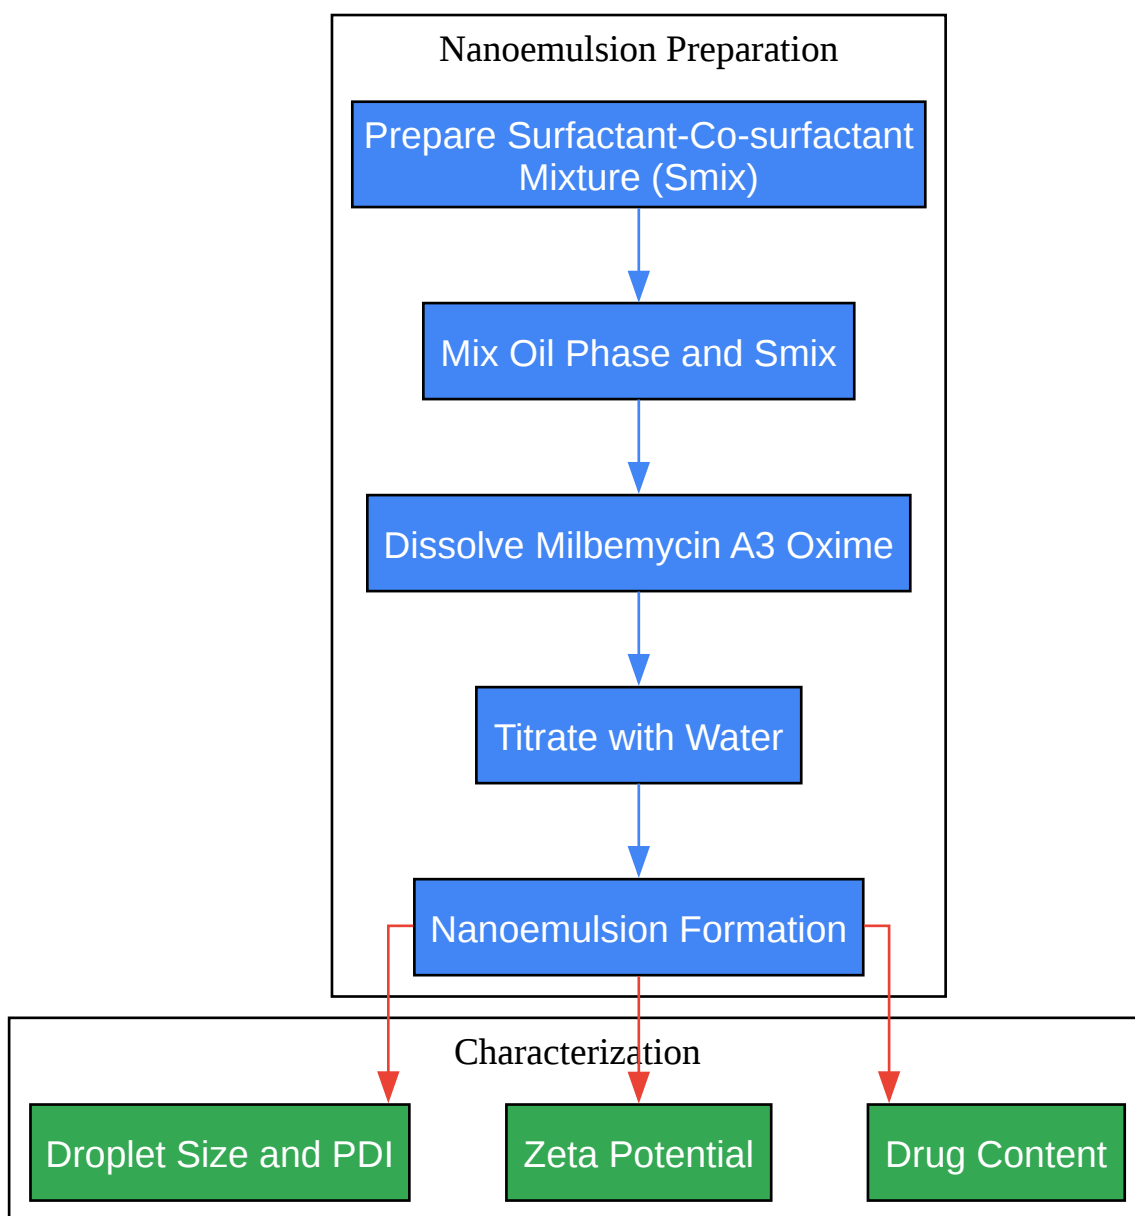 Nanoemulsion Preparation
Prepare Surfactant-Co-surfactant
Mixture (Smix)
Mix Oil Phase and Smix
Dissolve Milbemycin A3 Oxime
Titrate with Water
Nanoemulsion Formation
Characterization
Droplet Size and PDI
Zeta Potential
Drug Content